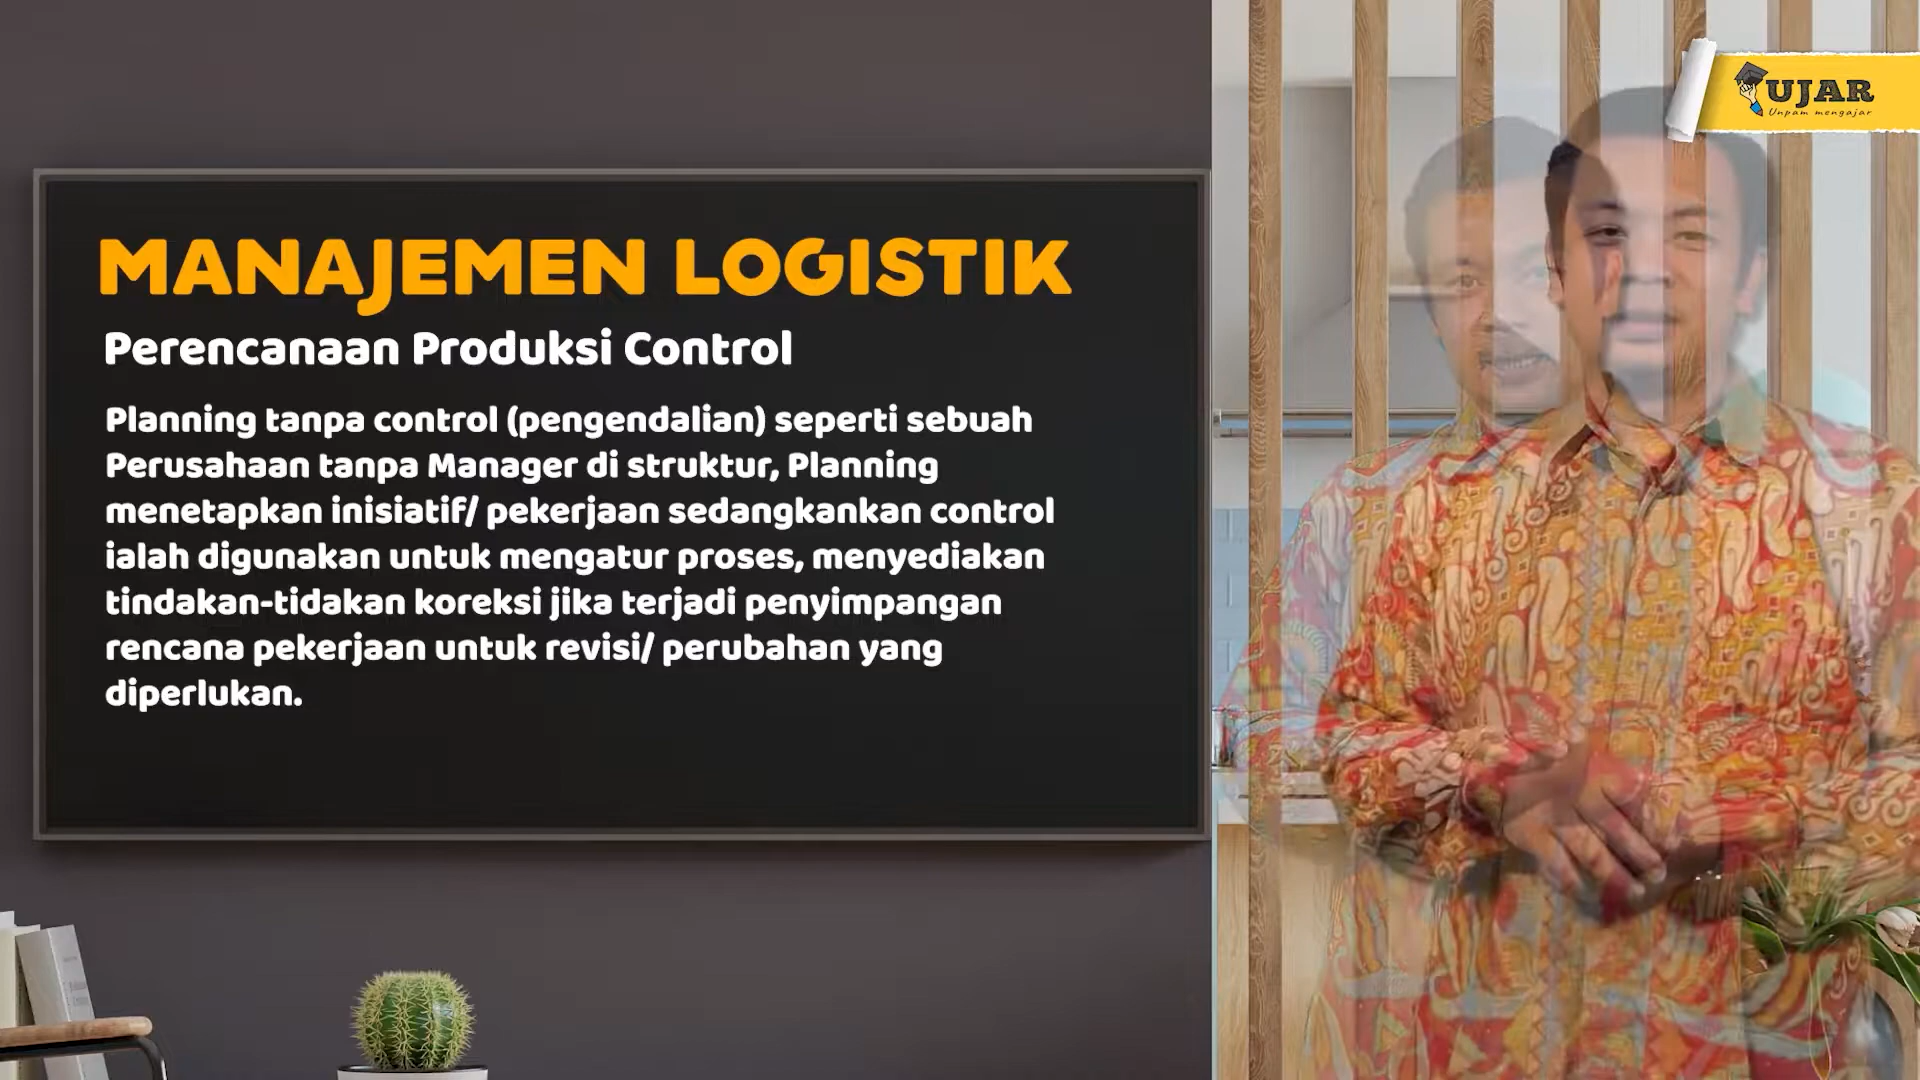 UJAR
Unpam mengajar
MANAJEMEN LOGISTIK
Perencanaan Produksi Control
Planning tanpa control (pengendalian) seperti sebuah
Perusahaan tanpa Manager di struktur, Planning
menetapkan inisiatif/ pekerjaan sedangkankan control
ialah digunakan untuk mengatur proses, menyediakan
tindakan-tidakan koreksi jika terjadi penyimpangan
rencana pekerjaan untuk revisi/ perubahan yang
diperlukan.